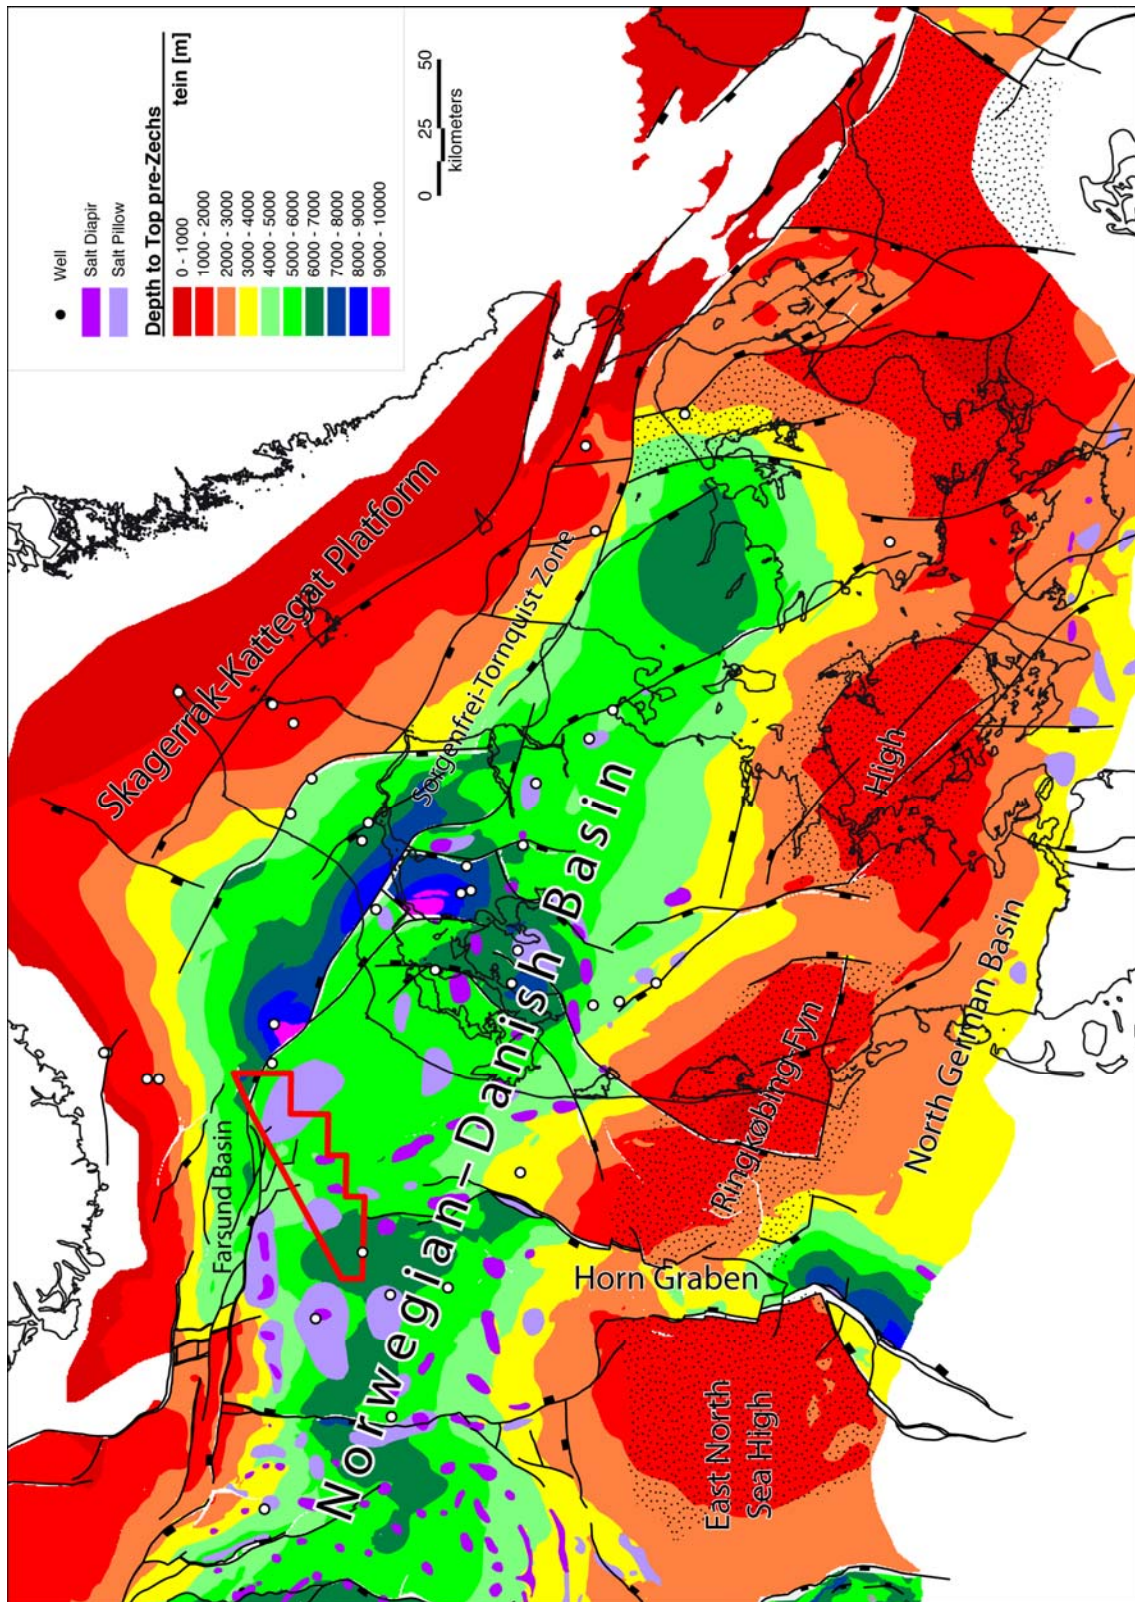 Well
Salt Diapir
Salt Pillow
Depth to Top pre-Zechs
tein [m]
0 - 1000
1000 - 2000
2000 - 3000
3000 - 4000
4000 - 5000
5000 - 6000
6000 - 7000
7000 - 8000
8000 - 9000
9000 - 10000
0 25 50
kilometers
Skagerrak-Kattegat Platform
Sorgenfrei-Tornquist Zone
Farsund Basin
Norwegian–Danish Basin
Horn Graben
Ringkøbing-Fyn
High
North German Basin
East North
Sea High